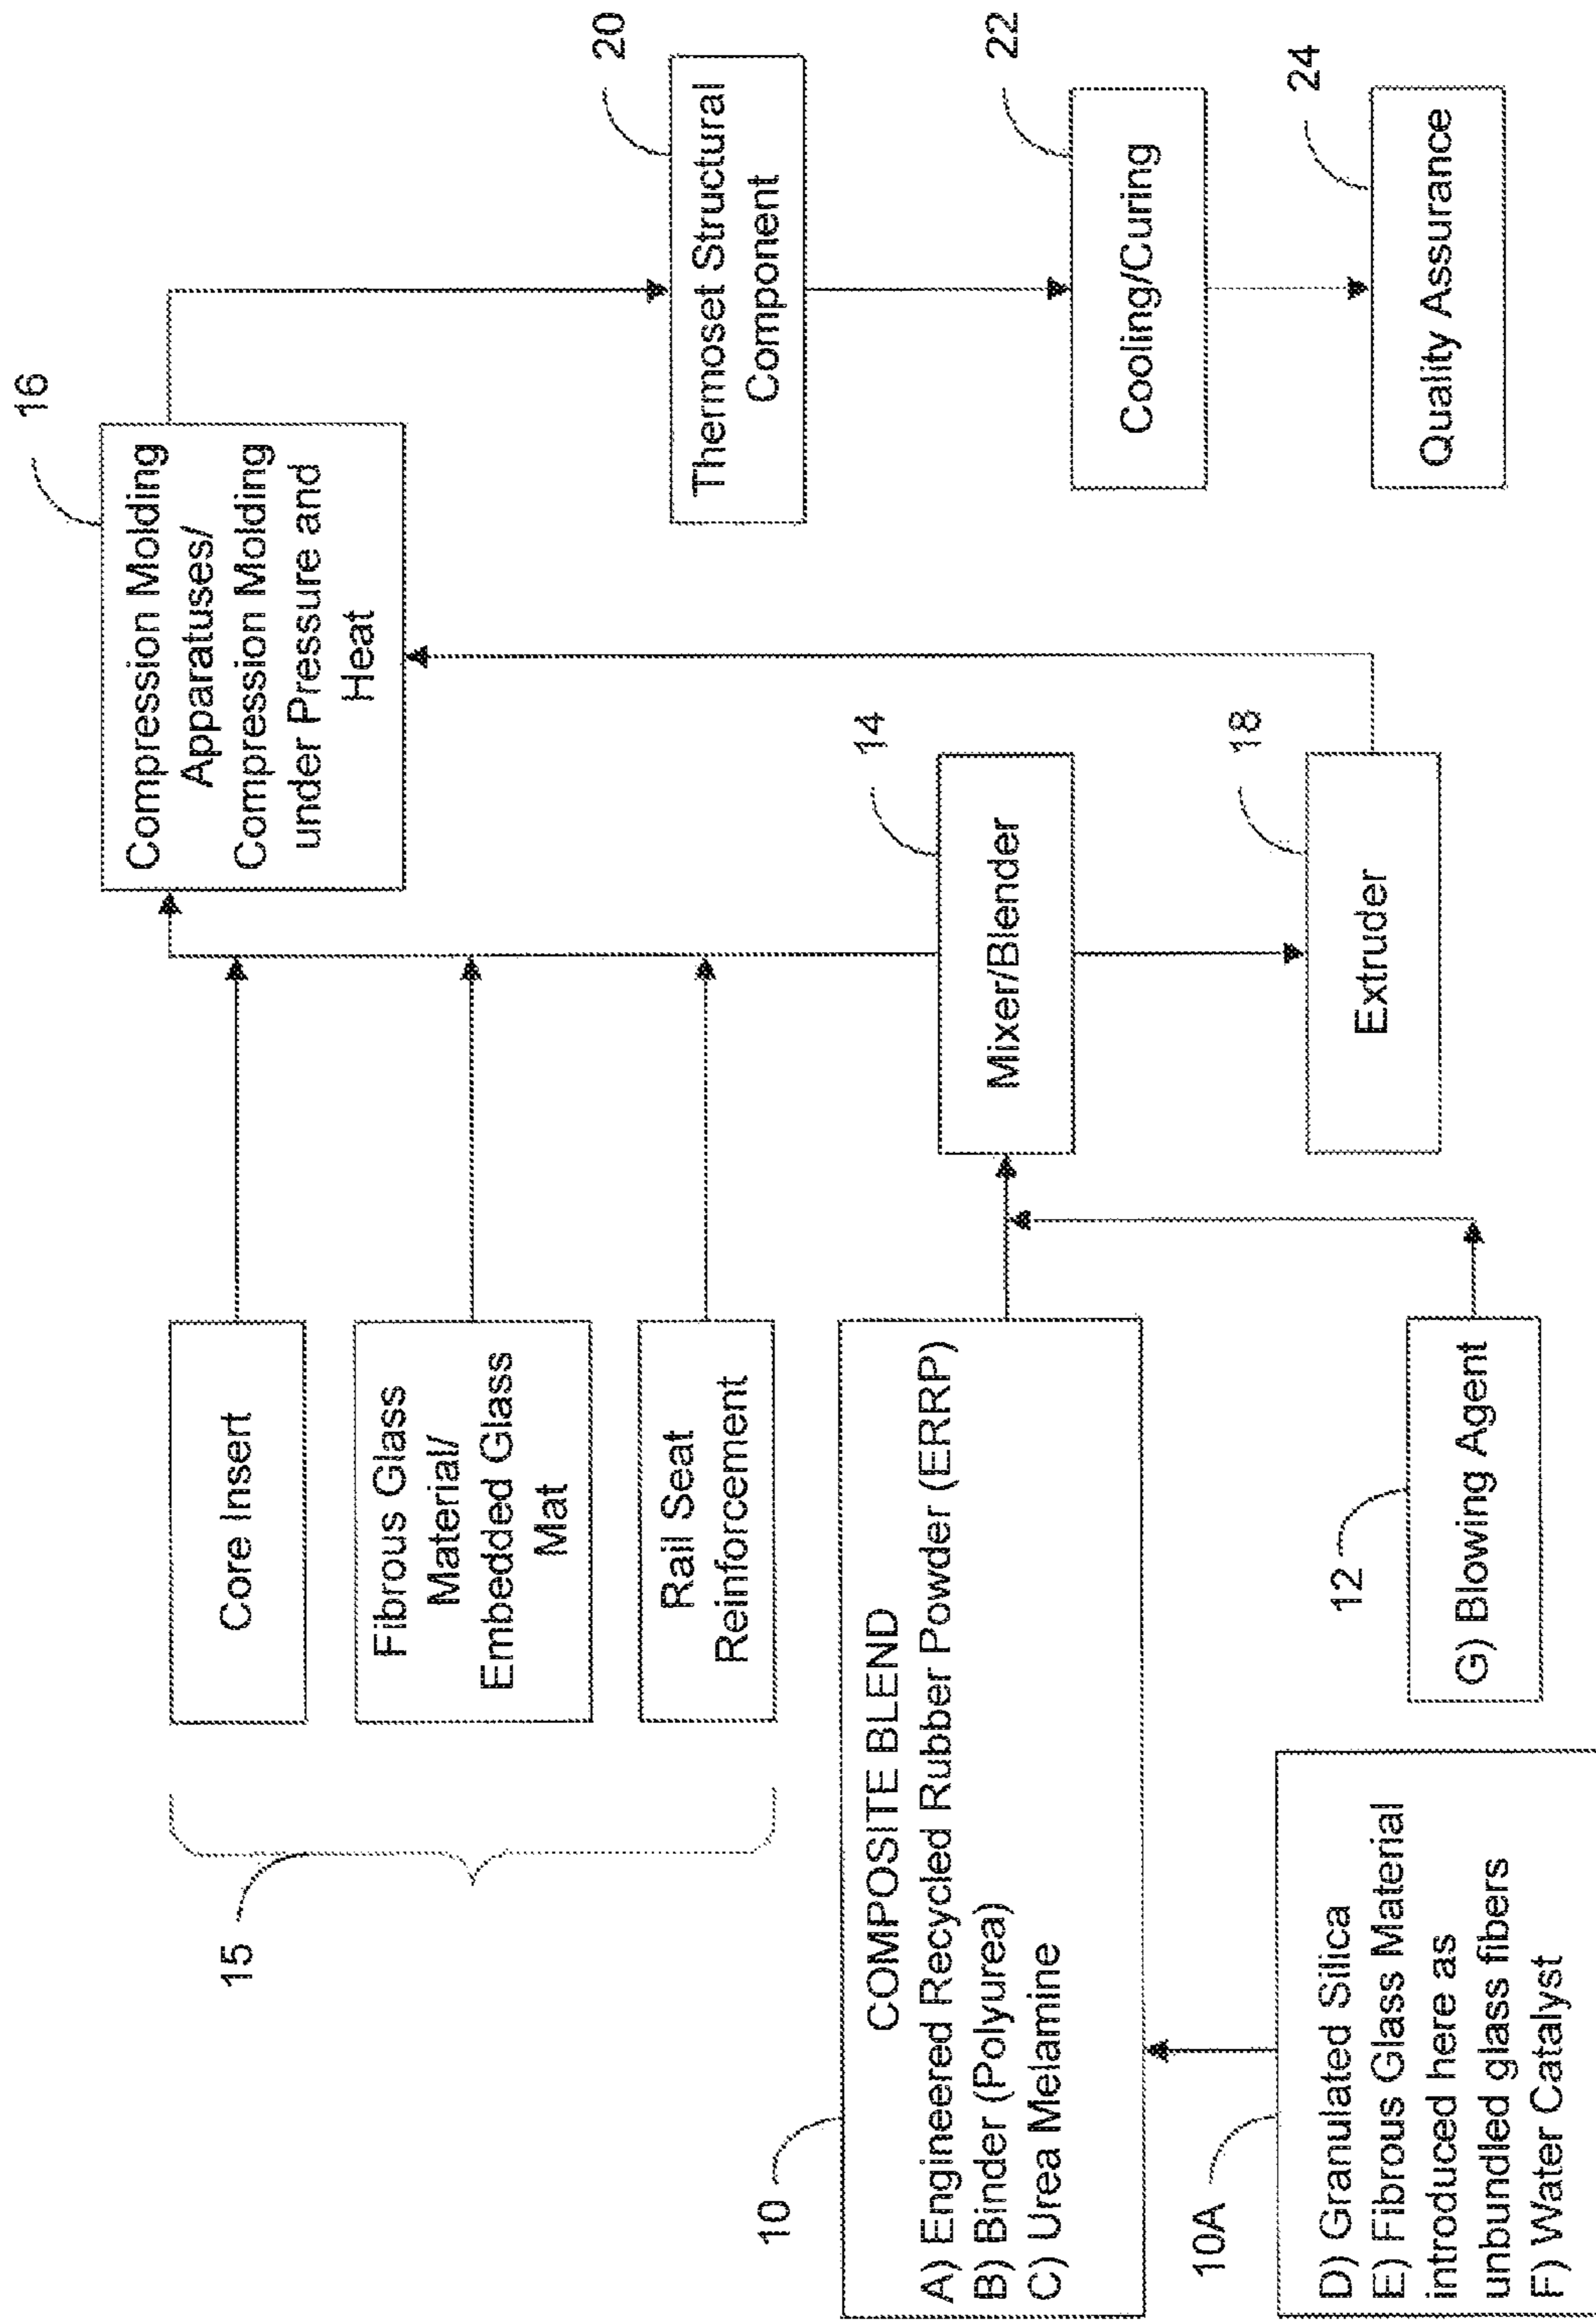 15
Core Insert
Fibrous Glass
Material/
Embedded Glass
Mat
Rail Seat
Reinforcement
10
COMPOSITE BLEND
A) Engineered Recycled Rubber Powder (ERRP)
B) Binder (Polyurea)
C) Urea Melamine
10A
D) Granulated Silica
E) Fibrous Glass Material
introduced here as
unbundled glass fibers
F) Water Catalyst
12
G) Blowing Agent
14
Mixer/Blender
18
Extruder
16
Compression Molding
Apparatuses/
Compression Molding
under Pressure and
Heat
20
Thermoset Structural
Component
22
Cooling/Curing
24
Quality Assurance